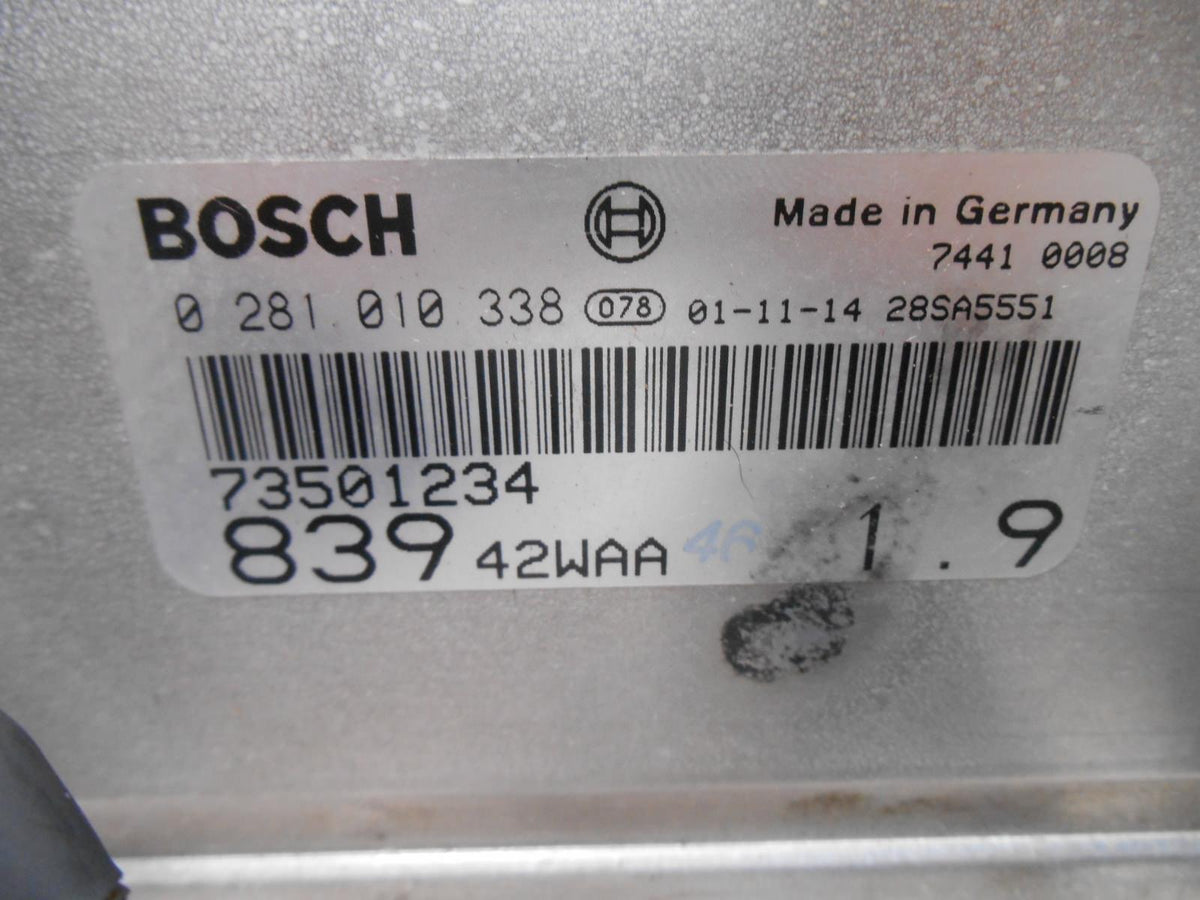 BOSCH
Made in Germany
7441 0008
0 281 010 338 078 01-11-14 28SA5551
73501234
839 42WAA 46 1.9